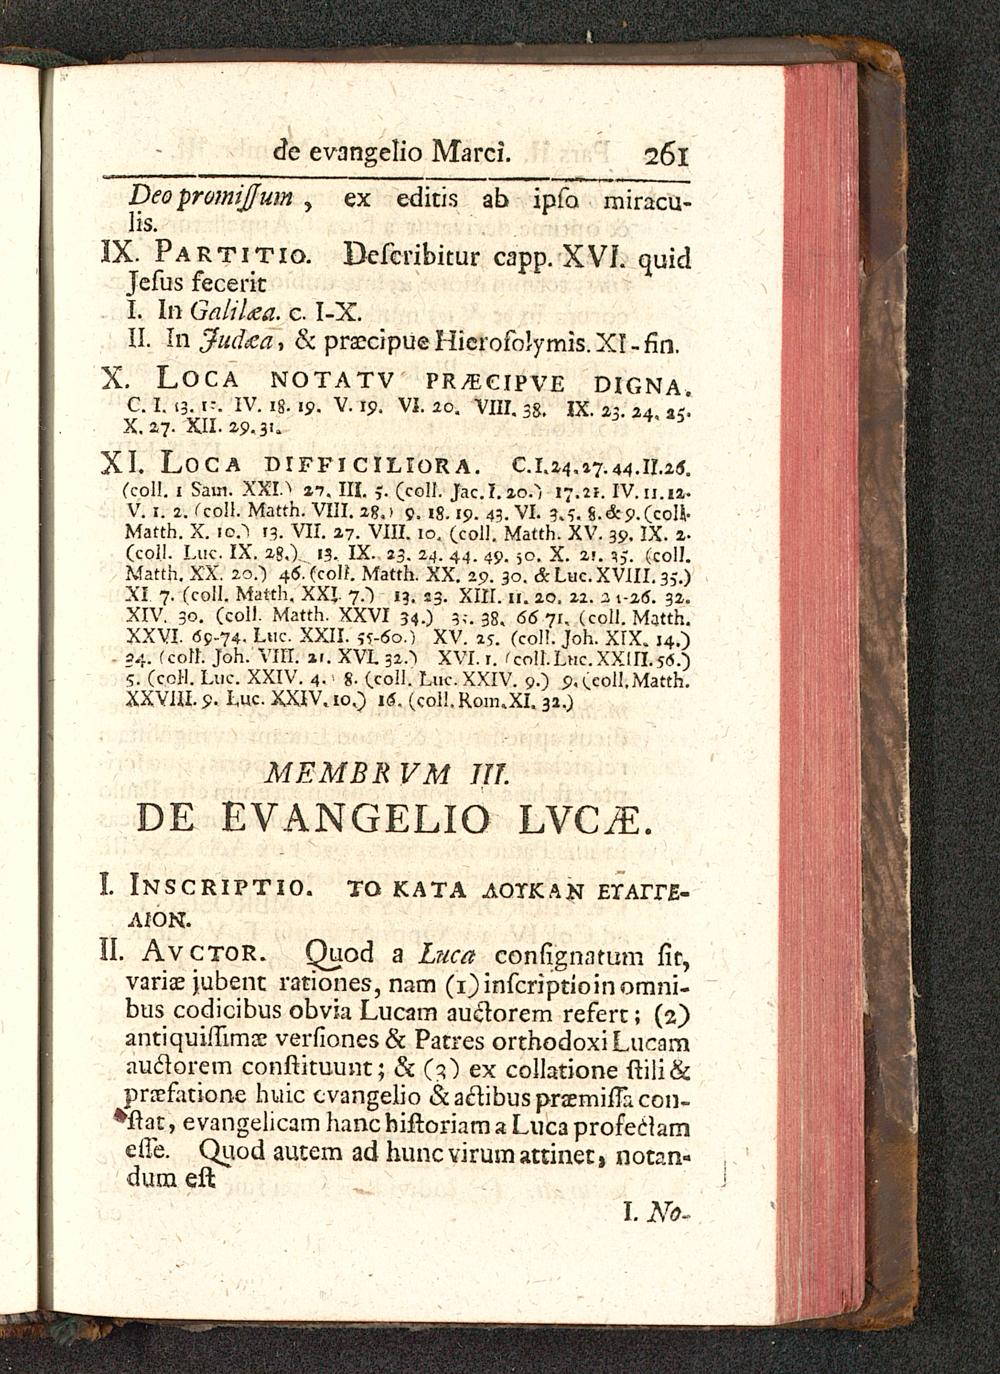 de evangelio Marci. 261
Deo promiſſum , ex editis ab ipſo miracu-
lis.
IX. PARTITIO. Deſcribitur capp. XVI. quid
Jeſus fecerit
I. In Galilæa. c. I-X.
II. In Judæa, & præcipue Hieroſolymis. XI-fin.
X. LOCA NOTATV PRÆCIPVE DIGNA.
C. I. 13. IV. 18. 19. V. 19. VI. 20. VIII. 38. IX. 23. 24. 25.
X. 27. XII. 29. 31.
XI. LOCA DIFFICILIORA. C.I.24.27.44.II.26.
(coll. 1 Sam. XXI.) 27. III. 5. (coll. Jac. I. 20.) 17.21. IV. 11.12.
V. 1. 2. (coll. Matth. VIII. 28.) 9. 18. 19. 43. VI. 3. 5. 8. & 9. (coll.
Matth. X. 10.) 13. VII. 27. VIII. 10. (coll. Matth. XV. 39. IX. 2.
(coll. Luc. IX. 28.) 13. IX. 23. 24. 44. 49. 50. X. 21. 35. (coll.
Matth. XX. 20.) 46. (coll. Matth. XX. 29. 30. & Luc. XVIII. 35.)
XI 7. (coll. Matth. XXI. 7.) 13. 23. XIII. 11. 20. 22. 24-26. 32.
XIV. 30. (coll. Matth. XXVI 34.) 38. 66 71. (coll. Matth.
XXVI. 69-74. Luc. XXII. 55-60.) XV. 25. (coll. Joh. XIX. 14.)
34. (coll. Joh. VIII. 21. XVI. 32.) XVI. 1. (coll. Luc. XXIII. 56.)
5. (coll. Luc. XXIV. 4.) 8. (coll. Luc. XXIV. 9.) 9. (coll. Matth.
XXVIII. 9. Luc. XXIV. 10.) 16. (coll. Rom. XI. 32.)
MEMBRVM III.
DE EVANGELIO LVCÆ.
I. INSCRIPTIO. ΤΟ ΚΑΤΑ ΛΟΥΚΑΝ ΕΥΑΓΓΕ-
ΛΙΟΝ.
II. AVCTOR. Quod a Luca conſignatum ſit,
variæ jubent rationes, nam (1) inſcriptio in omni-
bus codicibus obvia Lucam auctorem refert; (2)
antiquiſſimæ verſiones & Patres orthodoxi Lucam
auctorem conſtituunt; & (3) ex collatione ſtili &
præfatione huic evangelio & actibus præmiſſa con-
ſtat, evangelicam hanc hiſtoriam a Luca profectam
eſſe. Quod autem ad hunc virum attinet, notan-
dum eſt
I. No-